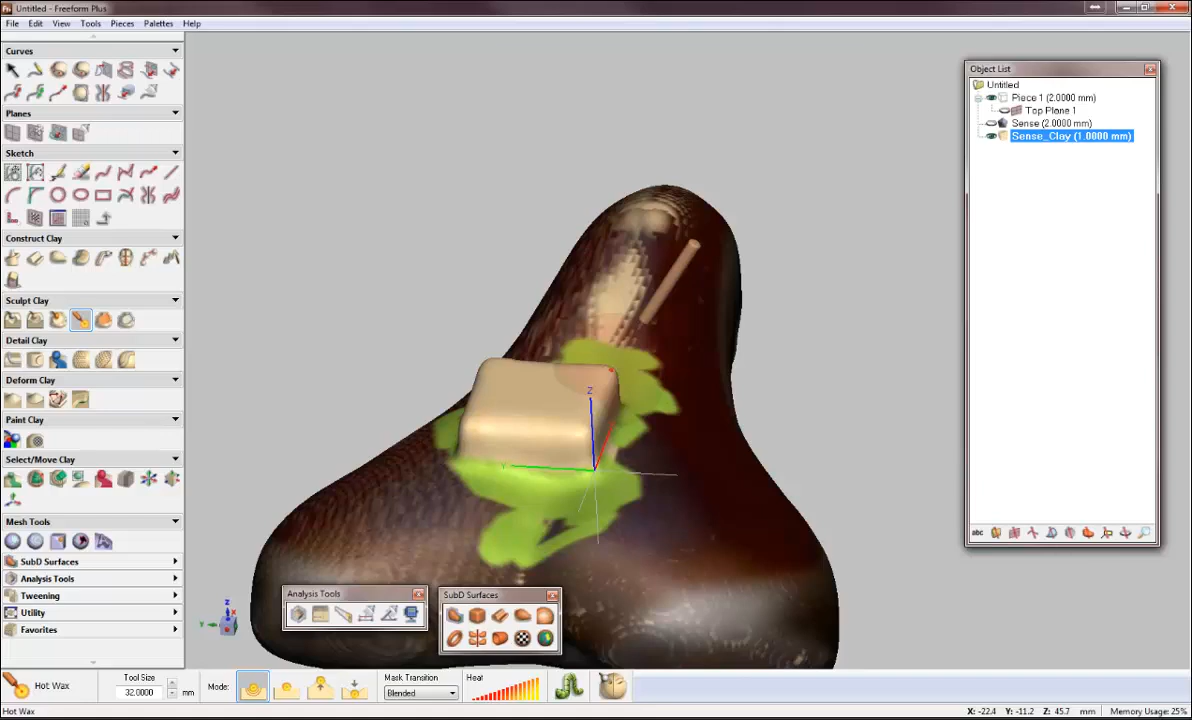 Untitled - Freeform Plus
File Edit View Tools Pieces Palettes Help
Curves
Planes
Sketch
Construct Clay
Sculpt Clay
Detail Clay
Deform Clay
Paint Clay
Select/Move Clay
Mesh Tools
SubD Surfaces
Analysis Tools
Tweening
Utility
Favorites
Object List
Untitled
Piece 1 (2.0000 mm)
Top Plane 1
Sense (2.0000 mm)
Sense_Clay (1.0000 mm)
abc
Z
Y
Z
X
Y
Analysis Tools
SubD Surfaces
Hot Wax
Tool Size
32.0000 mm
Mode:
Mask Transition
Blended
Heat
Hot Wax
X: -22.4 Y: -11.2 Z: 45.7 mm Memory Usage: 25%